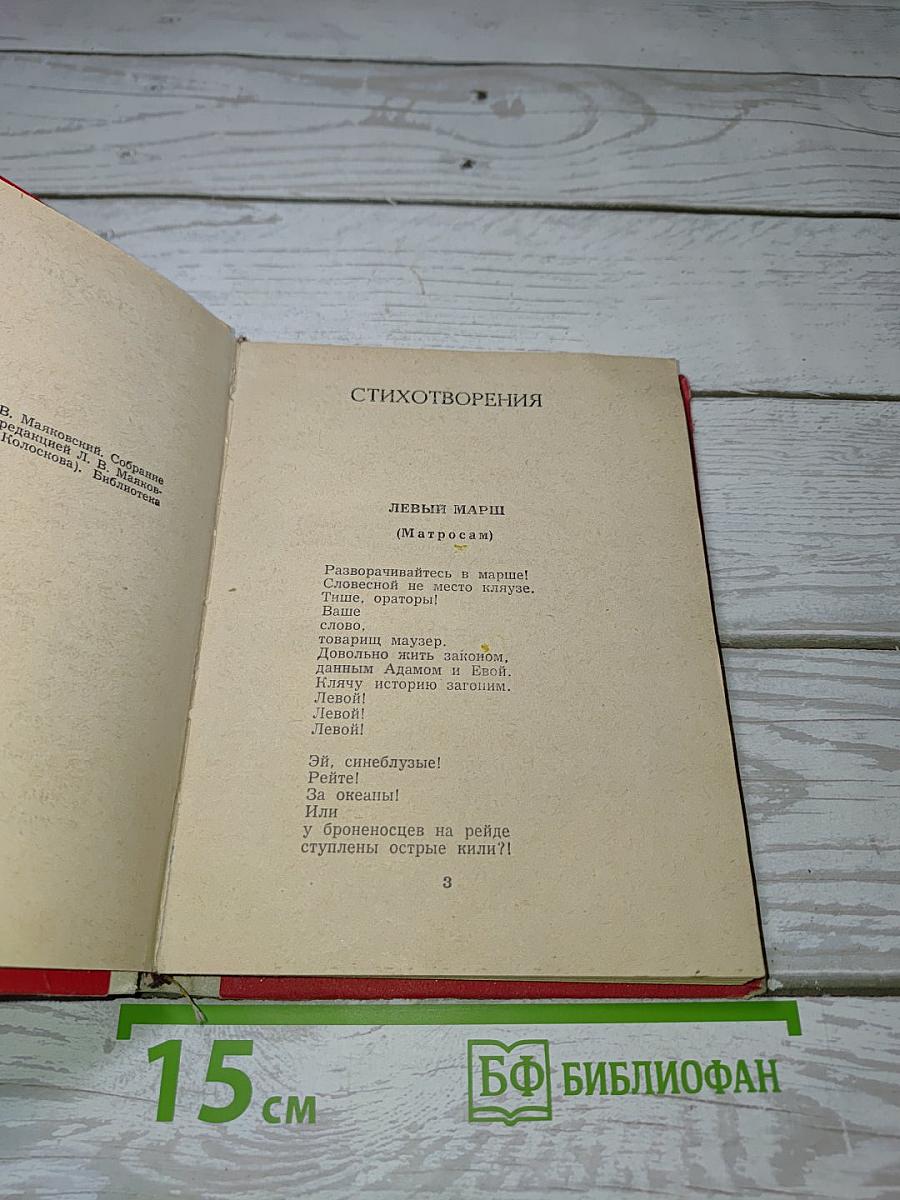 В. Маяковский. Собрание
редакцией Л. В. Маяков-
Колоскова). Библиотека
СТИХОТВОРЕНИЯ
ЛЕВЫЙ МАРШ
(Матросам)
Разворачивайтесь в марше!
Словесной не место кляузе.
Тише, ораторы!
Ваше
слово,
товарищ маузер.
Довольно жить законом,
данным Адамом и Евой.
Клячу историю загоним.
Левой!
Левой!
Левой!
Эй, синеблузые!
Рейте!
За океаны!
Или
у броненосцев на рейде
ступлены острые кили?!
3
15 см
БФ БИБЛИОФАН